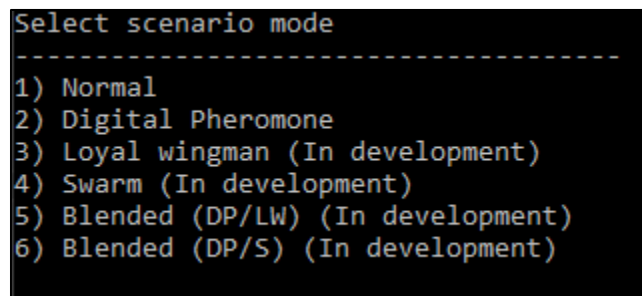 Select scenario mode
--------------------------------------
1) Normal
2) Digital Pheromone
3) Loyal wingman (In development)
4) Swarm (In development)
5) Blended (DP/LW) (In development)
6) Blended (DP/S) (In development)